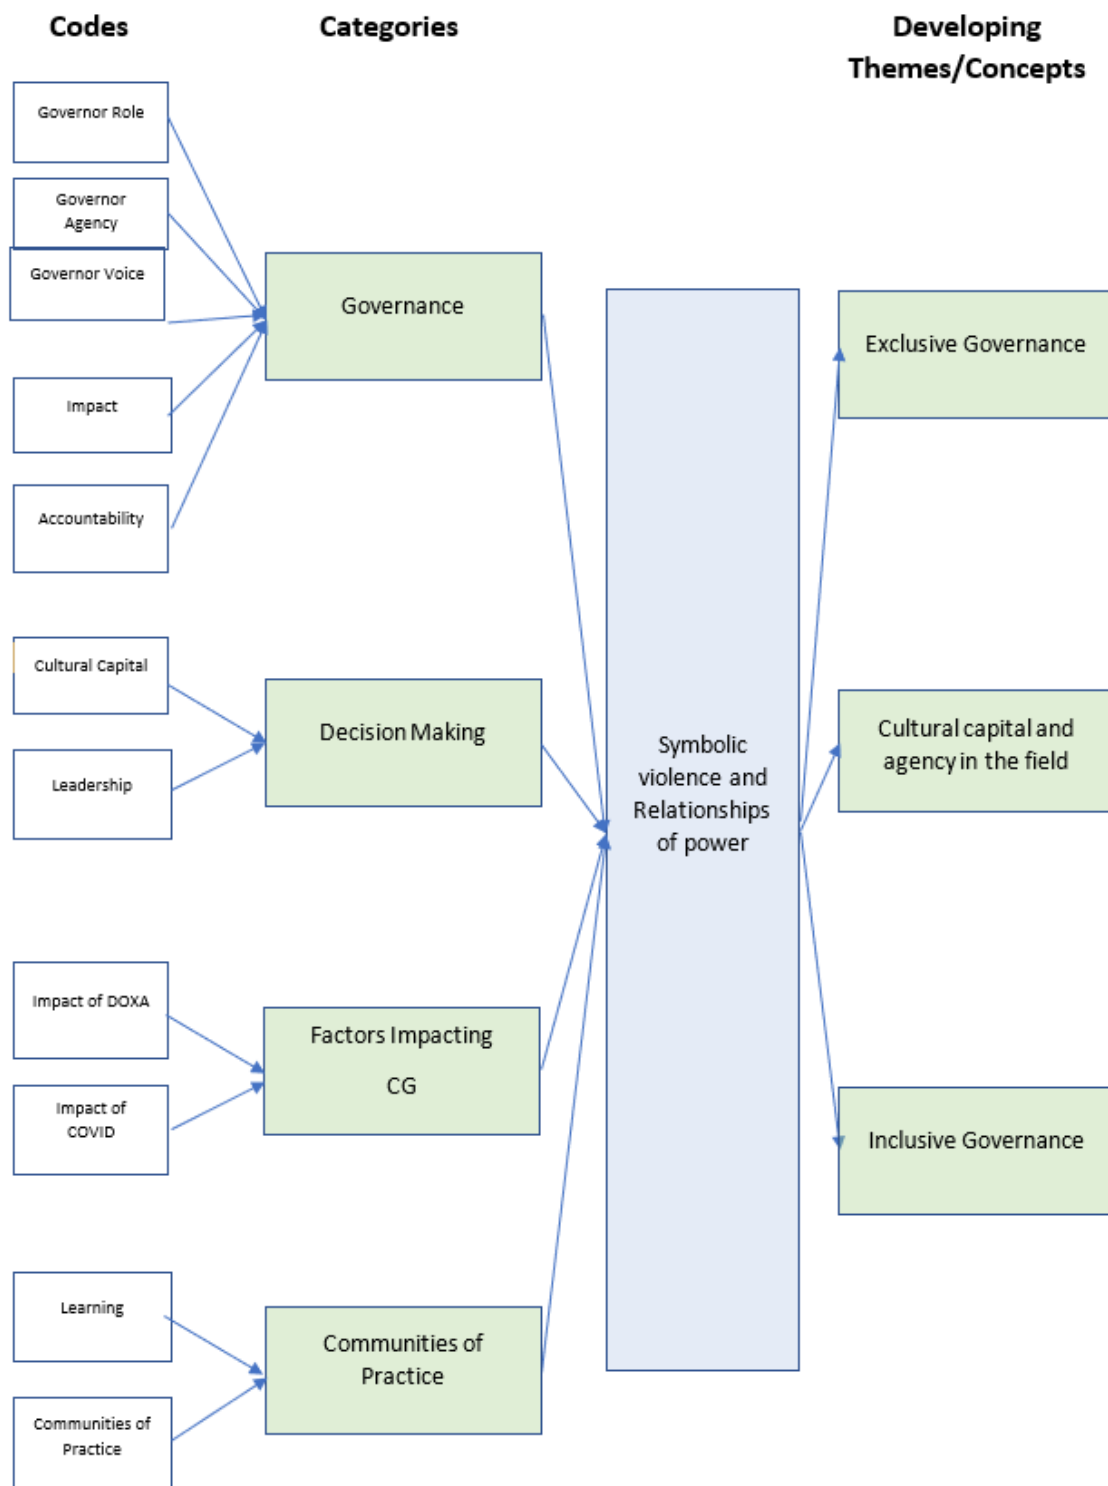 Codes
Categories
Developing
Themes/Concepts
Governor Role
Governor
Agency
Governor Voice
Impact
Accountability
Cultural Capital
Leadership
Impact of DOXA
Impact of
COVID
Learning
Communities of
Practice
Governance
Decision Making
Factors Impacting
CG
Communities of
Practice
Symbolic
violence and
Relationships
of power
Exclusive Governance
Cultural capital and
agency in the field
Inclusive Governance